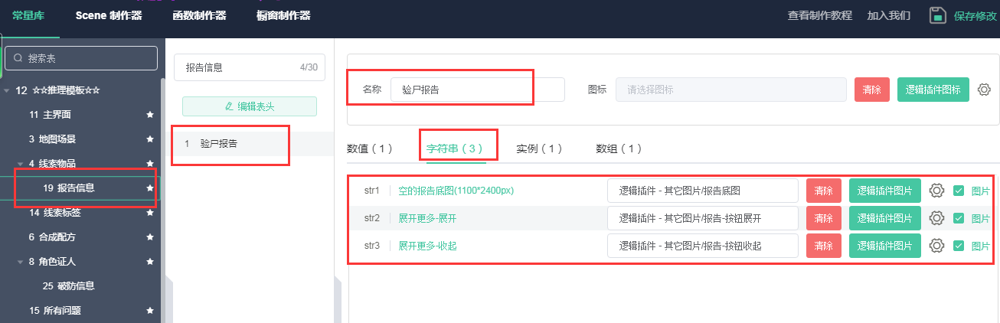 常量库 Scene 制作器 函数制作器 橱窗制作器 查看制作教程 加入我们 保存修改
搜索表
12 ☆☆推理模板☆☆
11 主界面 ★
3 地图场景 ★
4 线索物品 ★
19 报告信息 ★
14 线索标签 ★
6 合成配方 ★
8 角色证人 ★
25 破防信息
15 所有问题 ★
报告信息 4/30
编辑表头
1 验尸报告
名称 验尸报告 图标 请选择图标 清除 逻辑插件图标
数值（1） 字符串（3） 实例（1） 数组（1）
str1 空的报告底图(1100*2400px) 逻辑插件 - 其它图片/报告底图 清除 逻辑插件图片 图片
str2 展开更多-展开 逻辑插件 - 其它图片/报告-按钮展开 清除 逻辑插件图片 图片
str3 展开更多-收起 逻辑插件 - 其它图片/报告-按钮收起 清除 逻辑插件图片 图片